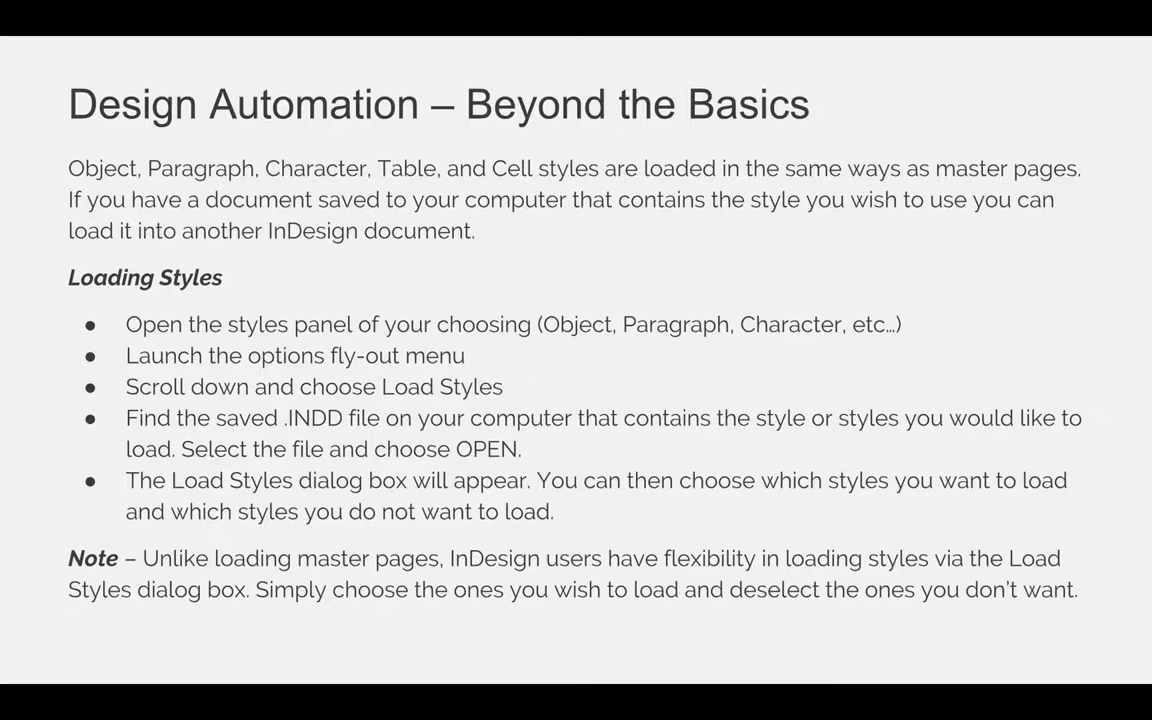 Design Automation – Beyond the Basics
Object, Paragraph, Character, Table, and Cell styles are loaded in the same ways as master pages.
If you have a document saved to your computer that contains the style you wish to use you can
load it into another InDesign document.
Loading Styles
● Open the styles panel of your choosing (Object, Paragraph, Character, etc…)
● Launch the options fly-out menu
● Scroll down and choose Load Styles
● Find the saved .INDD file on your computer that contains the style or styles you would like to
load. Select the file and choose OPEN.
● The Load Styles dialog box will appear. You can then choose which styles you want to load
and which styles you do not want to load.
Note – Unlike loading master pages, InDesign users have flexibility in loading styles via the Load
Styles dialog box. Simply choose the ones you wish to load and deselect the ones you don’t want.